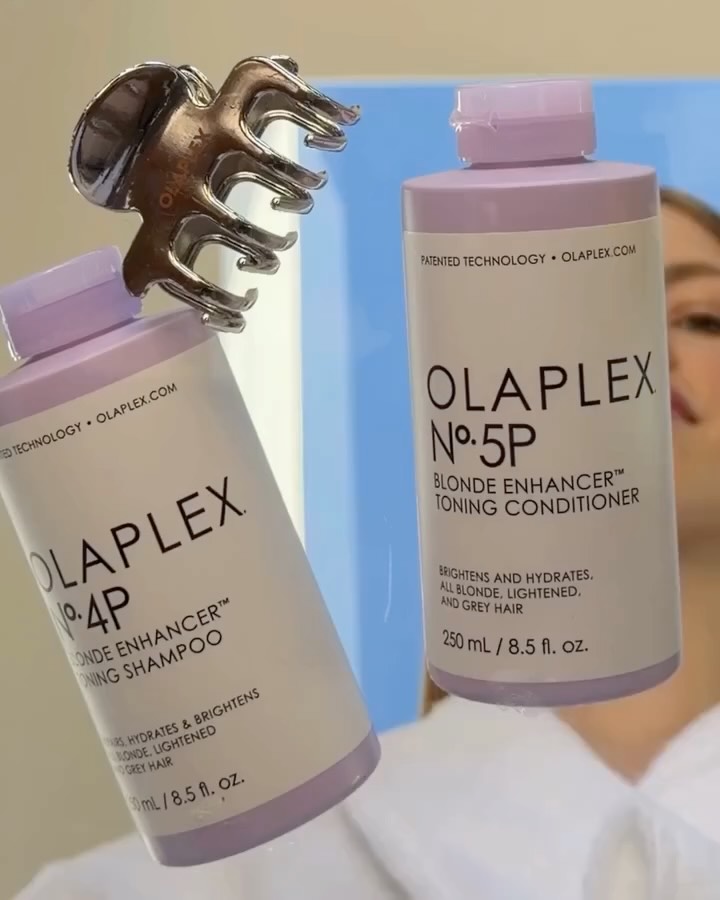 OLAPLEX
PATENTED TECHNOLOGY • OLAPLEX.COM
OLAPLEX.
Nº.5P
BLONDE ENHANCER™
TONING CONDITIONER
BRIGHTENS AND HYDRATES,
ALL BLONDE, LIGHTENED,
AND GREY HAIR
250 mL / 8.5 fl. oz.
TECHNOLOGY • OLAPLEX.COM
OLAPLEX.
Nº.4P
BLONDE ENHANCER™
TONING SHAMPOO
HYDRATES & BRIGHTENS
BLONDE, LIGHTENED
GREY HAIR
mL / 8.5 fl. oz.